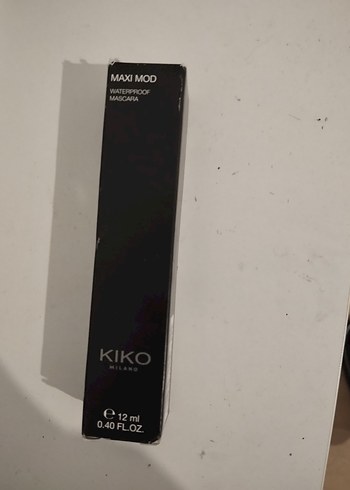 MAXI MOD
WATERPROOF
MASCARA
KIKO
MILANO
℮ 12 ml
0.40 FL.OZ.